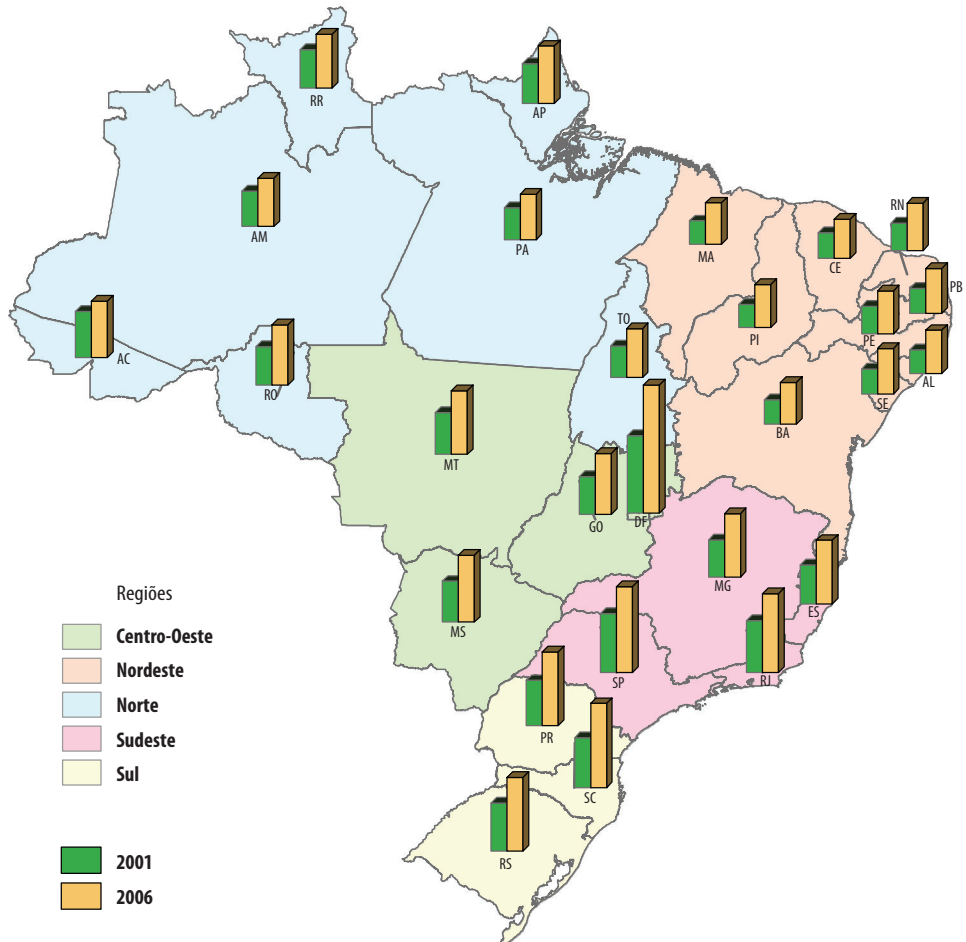 RR
AP
AM
PA
MA
CE
RN
PB
PI
PE
AC
RO
TO
SE
AL
BA
MT
GO
DF
MG
ES
MS
SP
RJ
PR
SC
RS
Regiões
Centro-Oeste
Nordeste
Norte
Sudeste
Sul
2001
2006